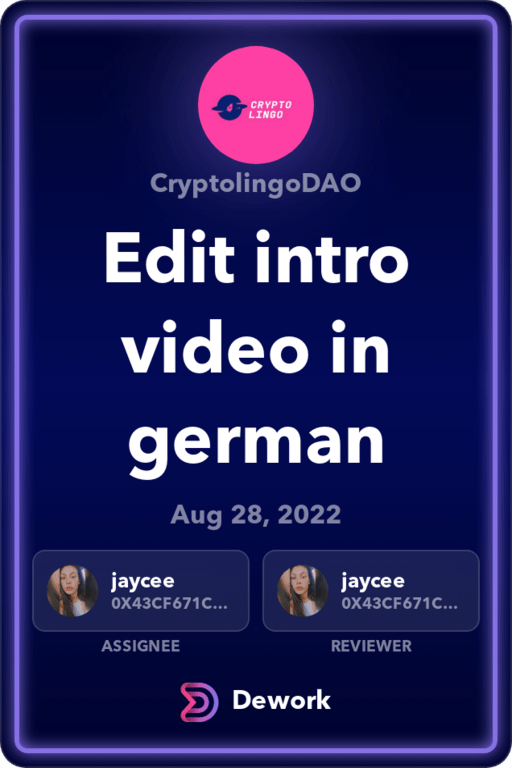 CRYPTO
LINGO
CryptolingoDAO
Edit intro
video in
german
Aug 28, 2022
jaycee
0X43CF671C...
ASSIGNEE
jaycee
0X43CF671C...
REVIEWER
Dework